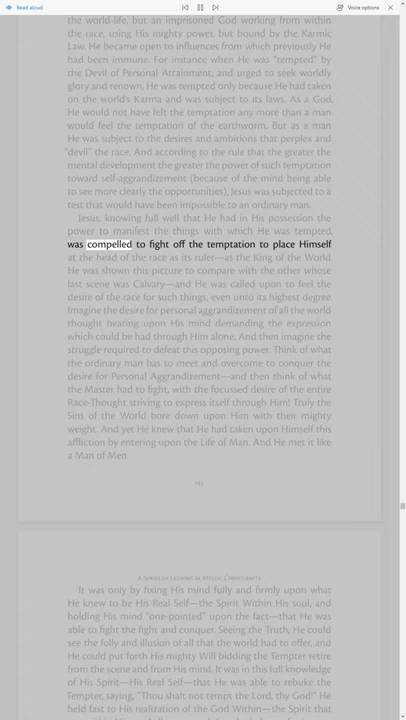 Read aloud
Voice options
the world-life, but an imprisoned God working from within
the race, using His mighty power, but bound by the Karmic
Law. He became open to influences from which previously He
had been immune. For instance when He was "tempted" by
the Devil of Personal Attainment, and urged to seek worldly
glory and renown, He was tempted only because He had taken
on the world's Karma and was subject to its laws. As a God,
He would not have felt the temptation any more than a man
would feel the temptation of the earthworm. But as a man
He was subject to the desires and ambitions that perplex and
"devil" the race. And according to the rule that the greater the
mental development the greater the power of such temptation
toward self-aggrandizement (because of the mind being able
to see more clearly the opportunities), Jesus was subjected to a
test that would have been impossible to an ordinary man.
Jesus, knowing full well that He had in His possession the
power to manifest the things with which He was tempted,
was compelled to fight off the temptation to place Himself
at the head of the race as its ruler—as the King of the World.
He was shown this picture to compare with the other whose
last scene was Calvary—and He was called upon to feel the
desire of the race for such things, even unto its highest degree.
Imagine the desire for personal aggrandizement of all the world
thought beating upon His mind demanding the expression
which could be had through Him alone. And then imagine the
struggle required to defeat this opposing power. Think of what
the ordinary man has to meet and overcome to conquer the
desire for Personal Aggrandizement—and then think of what
the Master had to fight, with the focussed desire of the entire
Race-Thought striving to express itself through Him! Truly the
Sins of the World bore down upon Him with their mighty
weight. And yet He knew that He had taken upon Himself this
affliction by entering upon the Life of Man. And He met it like
a Man of Men.
A Series of Lessons in Mystic Christianity
It was only by fixing His mind fully and firmly upon what
He knew to be His Real Self—the Spirit Within His soul, and
holding His mind "one-pointed" upon the fact—that He was
able to fight the fight and conquer. Seeing the Truth, He could
see the folly and illusion of all that the world had to offer, and
He could put forth His mighty Will bidding the Tempter retire
from the scene and from His mind. It was in this full knowledge
of His Spirit—His Real Self—that He was able to rebuke the
Tempter, saying, "Thou shalt not tempt the Lord, thy God!" He
held fast to His realization of the God Within—the Spirit that